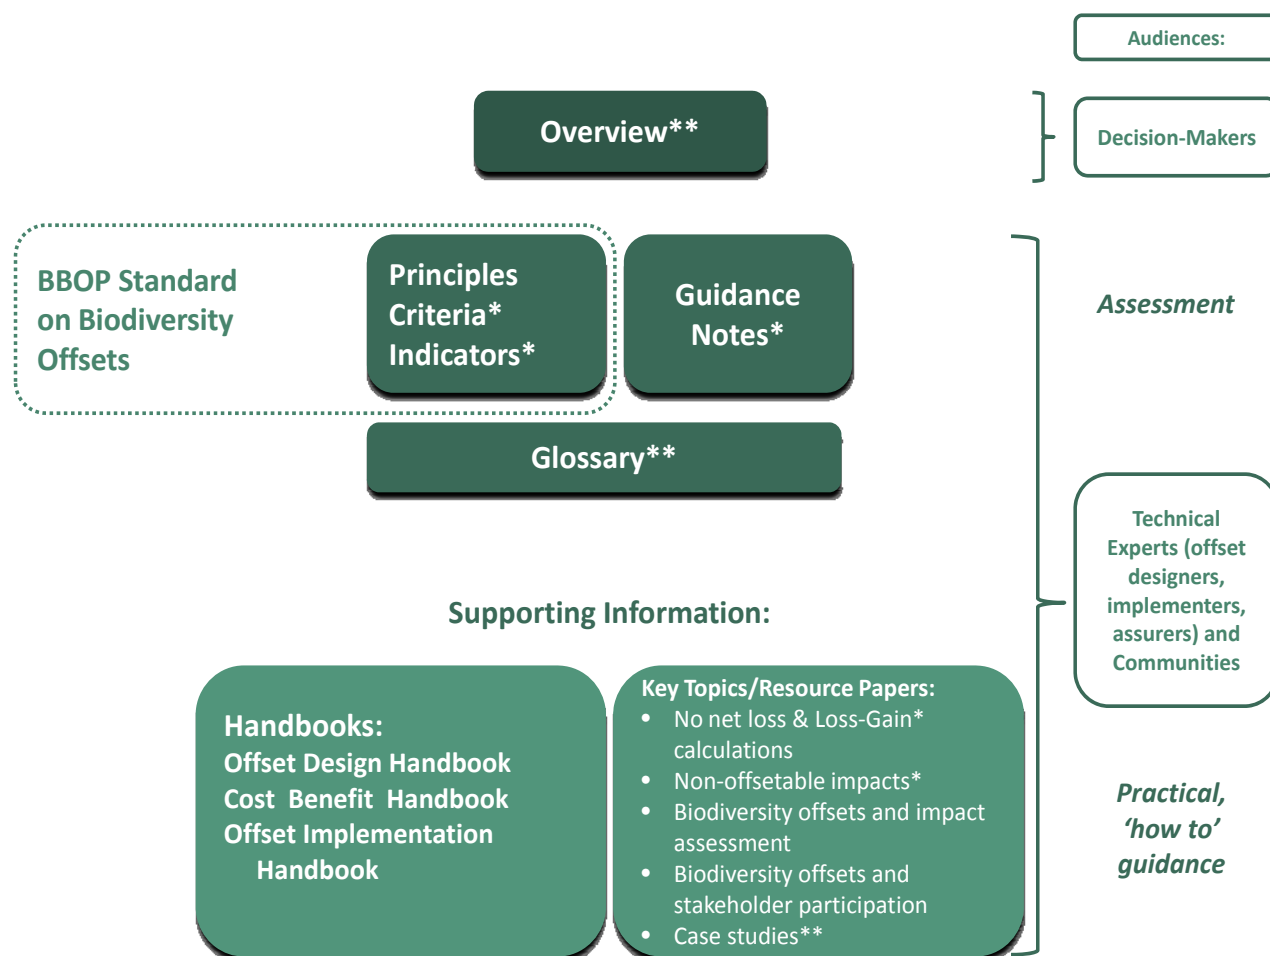 Audiences:
Overview**
Decision-Makers
BBOP Standard
on Biodiversity
Offsets
Principles
Criteria*
Indicators*
Guidance
Notes*
Assessment
Glossary**
Technical
Experts (offset
designers,
implementers,
assurers) and
Communities
Supporting Information:
Handbooks:
Offset Design Handbook
Cost Benefit Handbook
Offset Implementation
Handbook
Key Topics/Resource Papers:
• No net loss & Loss-Gain*
calculations
• Non-offsetable impacts*
• Biodiversity offsets and impact
assessment
• Biodiversity offsets and
stakeholder participation
• Case studies**
Practical,
‘how to’
guidance